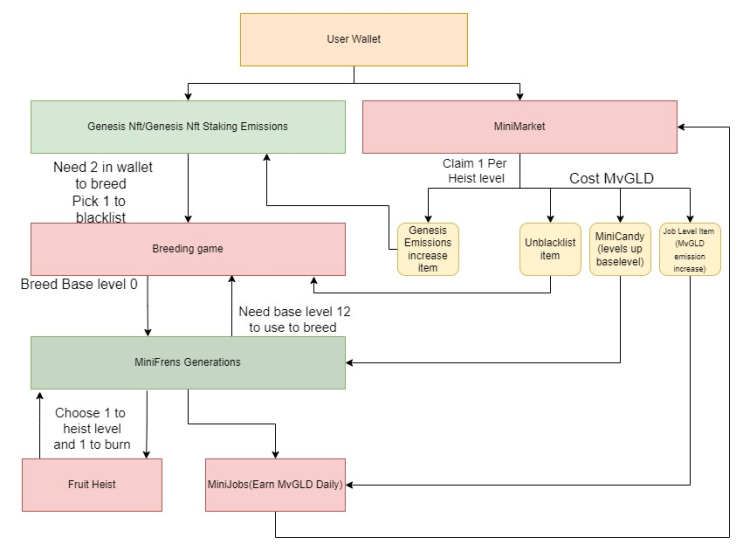 User Wallet
Genesis Nft/Genesis Nft Staking Emissions
MiniMarket
Need 2 in wallet
to breed
Pick 1 to
blacklist
Claim 1 Per
Heist level
Cost MvGLD
Genesis
Emissions
increase
item
Unblacklist
item
MiniCandy
(levels up
baselevel)
Job Level Item
(MvGLD
emission
increase)
Breeding game
Breed Base level 0
Need base level 12
to use to breed
MiniFrens Generations
Choose 1 to
heist level
and 1 to burn
Fruit Heist
MiniJobs(Earn MvGLD Daily)